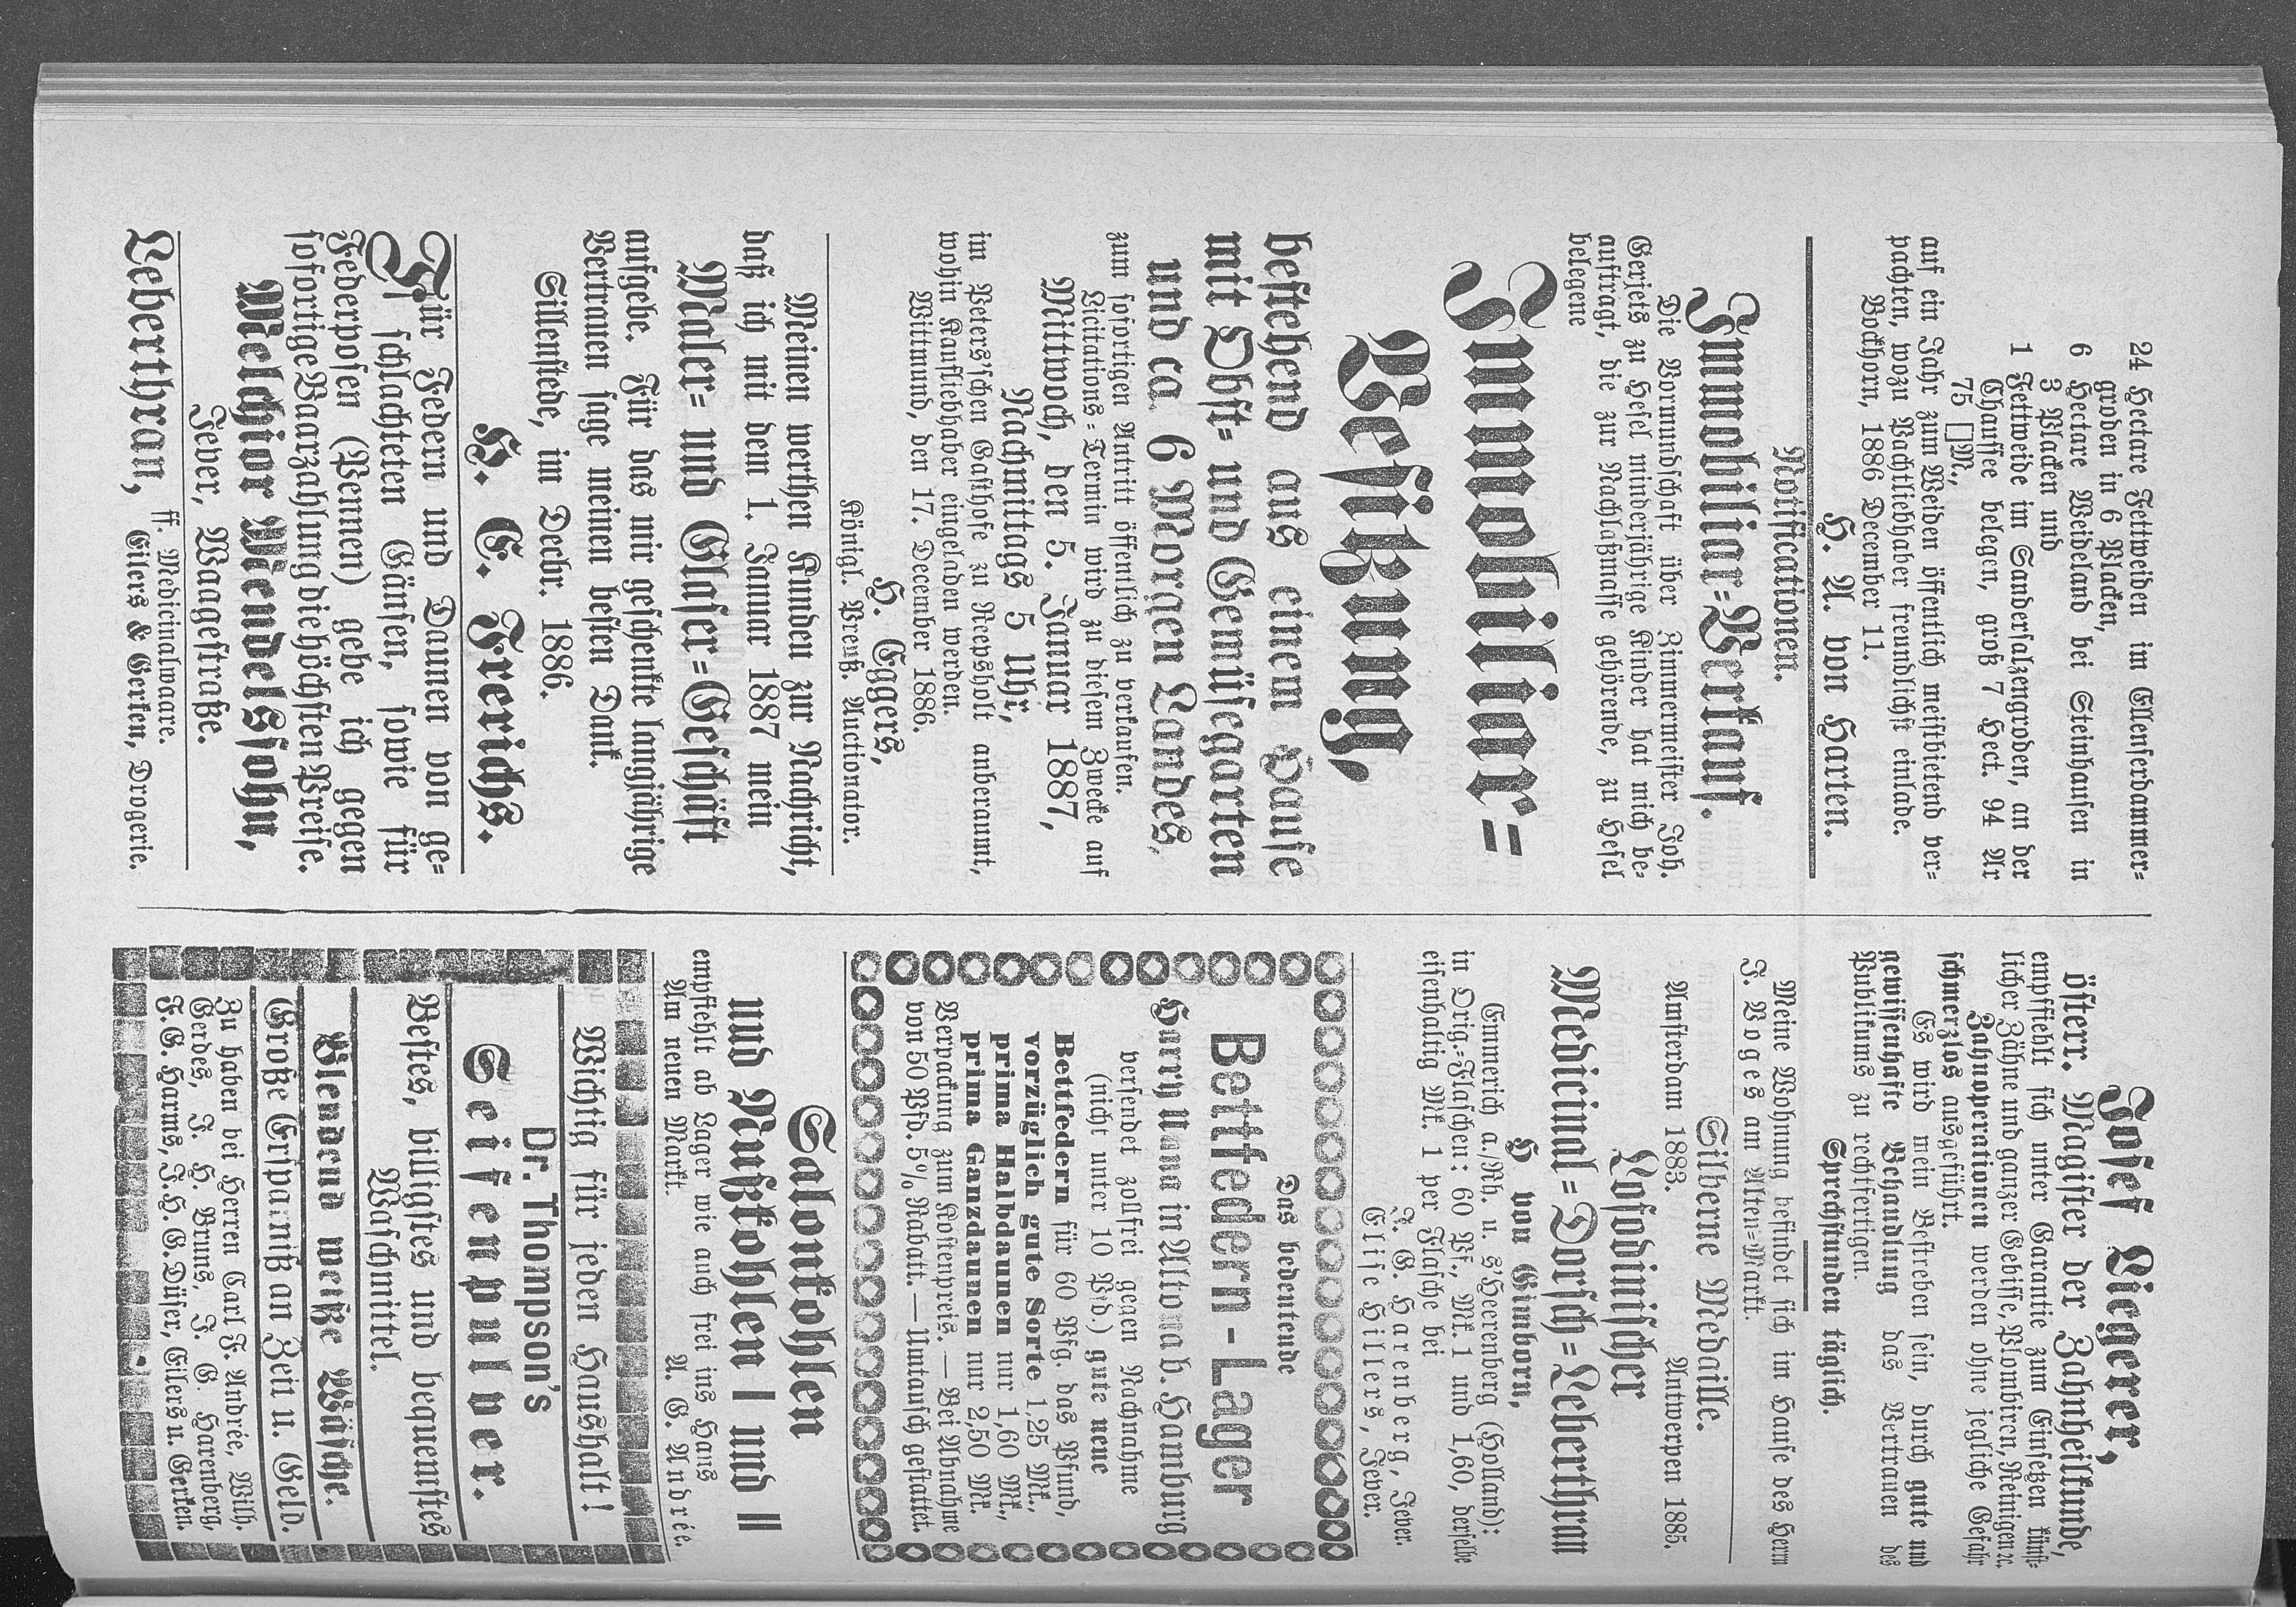 24 Hectare Fettweiden im Ellenserdammer-
groden in 6 Placken,
6 Hectare Weideland bei Steinhausen in
3 Placken und
1 Fettweide im Sandersalzengroden, an der
Chaussee belegen, groß 7 Hect. 94 Ar
75 □M.,
auf ein Jahr zum Weiden öffentlich meistbietend ver-
pachten, wozu Pachtliebhaber freundlichst einlade.
Bockhorn, 1886 December 11.
H. A. von Harten.
Notificationen.
Immobiliar-Verkauf.
Die Vormundschaft über Zimmermeister Joh.
Gerjets zu Hesel minderjährige Kinder hat mich be-
auftragt, die zur Nachlaßmasse gehörende, zu Hesel
belegene
Immobiliar-
Besitzung,
bestehend aus einem Hause
mit Obst- und Gemüsegarten
und ca. 6 Morgen Landes,
zum sofortigen Antritt öffentlich zu verkaufen.
Licitations-Termin wird zu diesem Zwecke auf
Mittwoch, den 5. Januar 1887,
Nachmittags 5 Uhr,
im Peters'schen Gasthofe zu Reepsholt anberaumt,
wohin Kaufliebhaber eingeladen werden.
Wittmund, den 17. December 1886.
H. Eggers,
Königl. Preuß. Auctionator.
Meinen werthen Kunden zur Nachricht,
daß ich mit dem 1. Januar 1887 mein
Maler- und Glaser-Geschäft
aufgebe. Für das mir geschenkte langjährige
Vertrauen sage meinen besten Dank.
Sillenstede, im Decbr. 1886.
H. E. Frerichs.
Für Federn und Daunen von ge-
schlachteten Gänsen, sowie für
Federposen (Pennen) gebe ich gegen
sofortige Baarzahlung die höchsten Preise.
Melchior Mendelssohn,
Jever, Waagestraße.
Leberthran, ff. Medicinalwaare.
Eilers & Gerken, Drogerie.
Josef Liegerer,
österr. Magister der Zahnheilkunde,
empfiehlt sich unter Garantie zum Einsetzen künst-
licher Zähne und ganzer Gebisse, Plombiren, Reinigen ꝛc.
Zahnoperationen werden ohne jegliche Gefahr
schmerzlos ausgeführt.
Es wird mein Bestreben sein, durch gute und
gewissenhafte Behandlung das Vertrauen des
Publikums zu rechtfertigen.
Sprechstunden täglich.
Meine Wohnung befindet sich im Hause des Herrn
J. Voges am Alten-Markt.
Silberne Medaille.
Amsterdam 1883. Antwerpen 1885.
Lofodinischer
Medicinal-Dorsch-Leberthran
H von Gimborn,
Emmerich a./Rh. u. s'Heerenberg (Holland):
in Orig.-Flaschen: 60 Pf., Mk. 1 und 1,60, derselbe
eisenhaltig Mk. 1 per Flasche bei
J. C. Harenberg, Jever.
Elise Hillers, Jever.
Das bedeutende
Bettfedern-Lager
Harry Unna in Altona b. Hamburg
versendet zollfrei gegen Nachnahme
(nicht unter 10 Pfd.) gute neue
Bettfedern für 60 Pfg. das Pfund,
vorzüglich gute Sorte 1,25 Mk.,
prima Halbdaunen nur 1,60 Mk.,
prima Ganzdaunen nur 2,50 Mk.
Verpackung zum Kostenpreis. — Bei Abnahme
von 50 Pfd. 5% Rabatt. — Umtausch gestattet.
Salonkohlen
und Nußkohlen I und II
empfiehlt ab Lager wie auch frei ins Haus
Am neuen Markt. A. G. Andrée.
Wichtig für jeden Haushalt!
Dr. Thompson's
Seifenpulver.
Bestes, billigstes und bequemstes
Waschmittel.
Blendend weiße Wäsche.
Große Ersparniß an Zeit u. Geld.
Zu haben bei Herren Carl F. Andrée, Wilh.
Gerdes, J. H. Bruns, J. C. Harenberg,
F. C. Harms, J. H. C. Düser, Eilers u. Gerken.